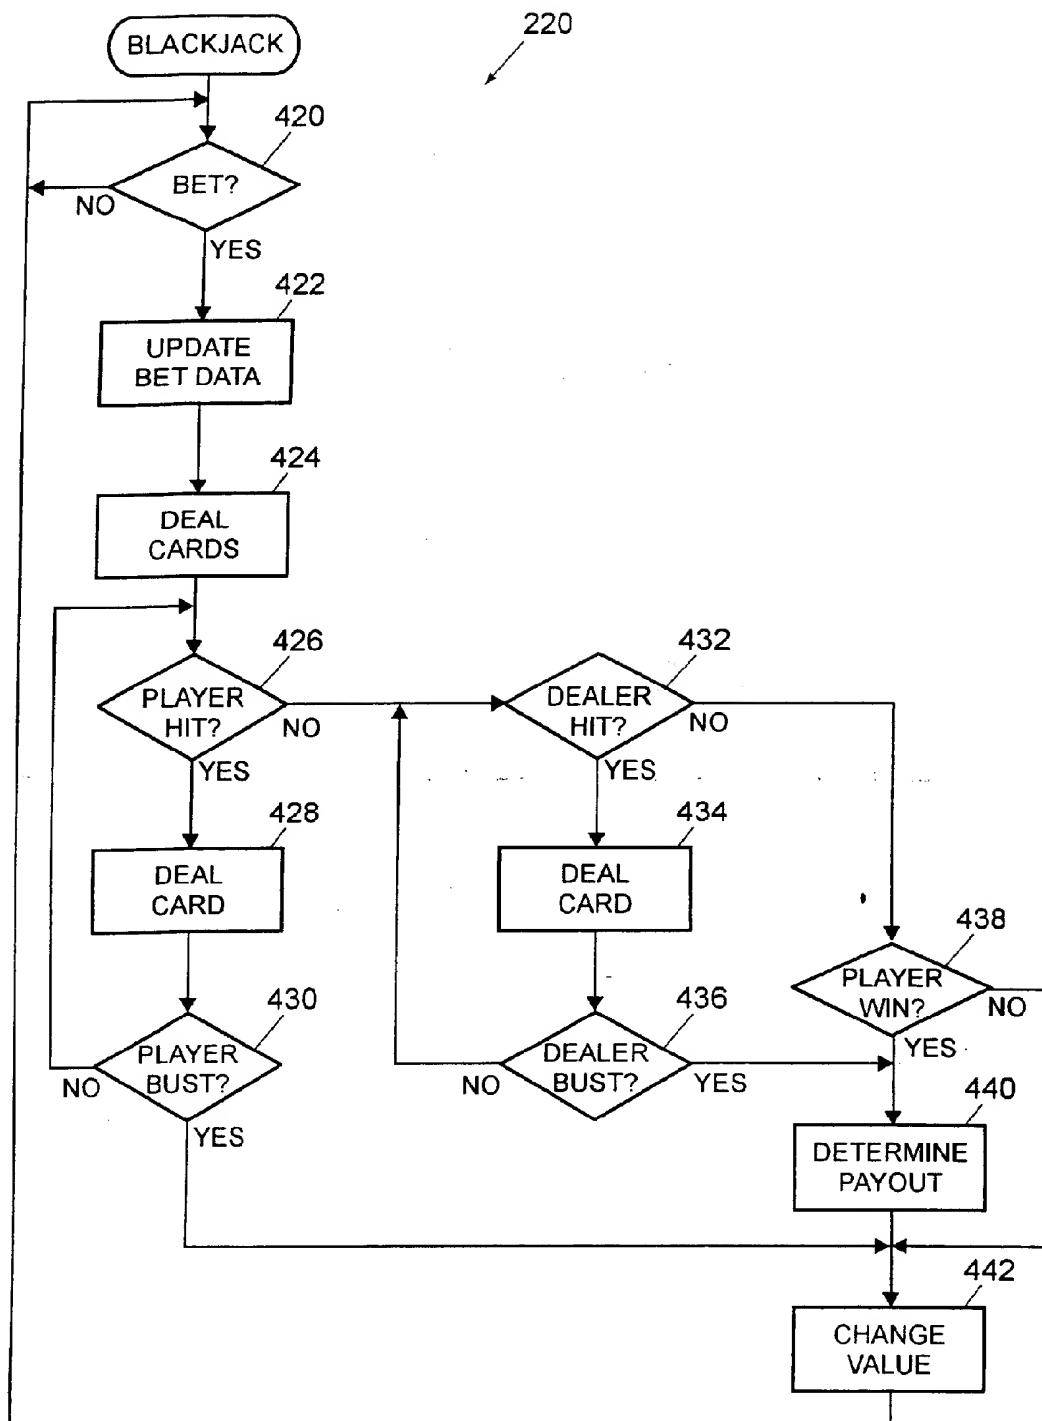 BLACKJACK
220
420
BET?
NO
YES
422
UPDATE
BET DATA
424
DEAL
CARDS
426
PLAYER
HIT?
NO
YES
432
DEALER
HIT?
NO
YES
428
DEAL
CARD
434
DEAL
CARD
438
PLAYER
WIN?
NO
YES
430
PLAYER
BUST?
NO
YES
436
DEALER
BUST?
NO
YES
440
DETERMINE
PAYOUT
442
CHANGE
VALUE